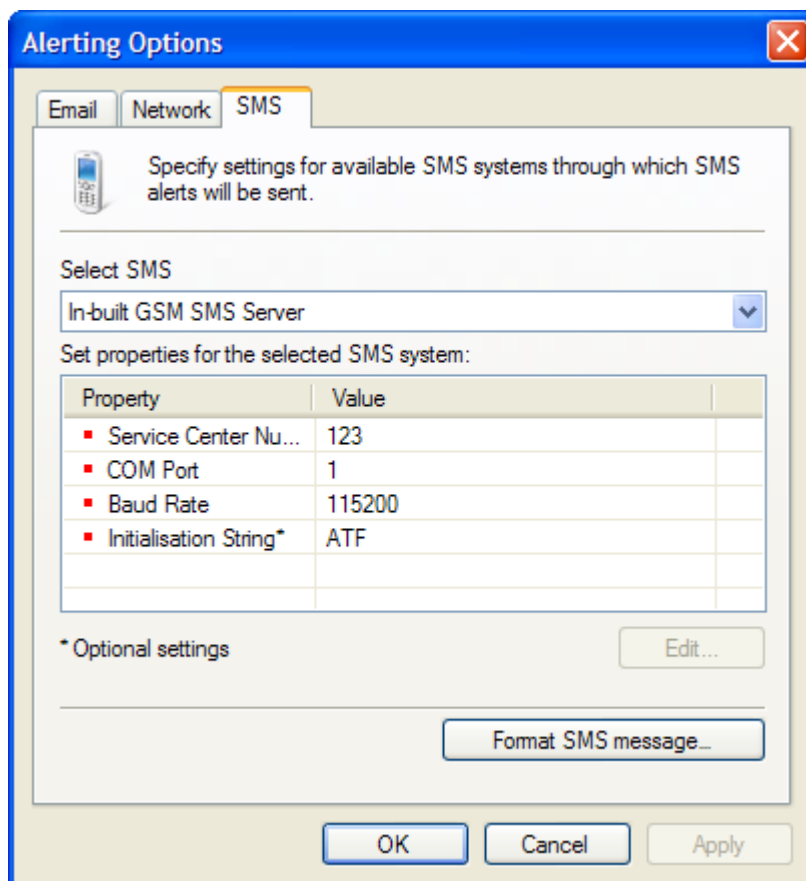 Alerting Options
Email Network SMS
Specify settings for available SMS systems through which SMS
alerts will be sent.
Select SMS
In-built GSM SMS Server
Set properties for the selected SMS system:
Property Value
Service Center Nu... 123
COM Port 1
Baud Rate 115200
Initialisation String* ATF
* Optional settings Edit...
Format SMS message...
OK Cancel Apply